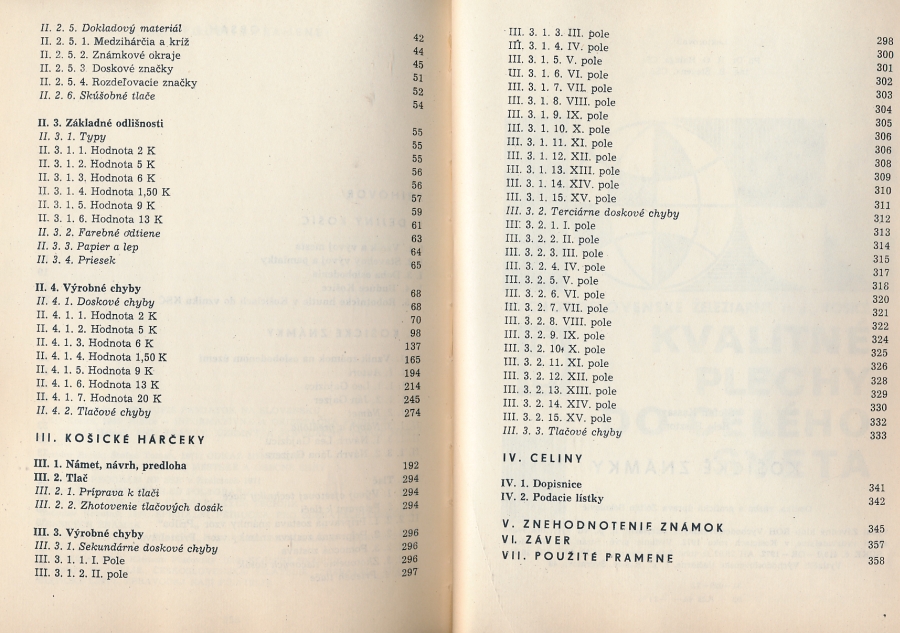 II. 2. 5. Dokladový materiál 42
II. 2. 5. 1. Medzihárčia a kríž 44
II. 2. 5. 2. Známkové okraje 45
II. 2. 5. 3 Doskové značky 51
II. 2. 5. 4. Rozdeľovacie značky 52
II. 2. 6. Skúšobné tlače 54
II. 3. Základné odlišnosti 55
II. 3. 1. Typy 55
II. 3. 1. 1. Hodnota 2 K 55
II. 3. 1. 2. Hodnota 5 K 56
II. 3. 1. 3. Hodnota 6 K 56
II. 3. 1. 4. Hodnota 1,50 K 57
II. 3. 1. 5. Hodnota 9 K 59
II. 3. 1. 6. Hodnota 13 K 61
II. 3. 2. Farebné odtiene 63
II. 3. 3. Papier a lep 64
II. 3. 4. Priesek 65
II. 4. Výrobné chyby 68
II. 4. 1. Doskové chyby 68
II. 4. 1. 1. Hodnota 2 K 70
II. 4. 1. 2. Hodnota 5 K 98
II. 4. 1. 3. Hodnota 6 K 137
II. 4. 1. 4. Hodnota 1,50 K 165
II. 4. 1. 5. Hodnota 9 K 194
II. 4. 1. 6. Hodnota 13 K 214
II. 4. 1. 7. Hodnota 20 K 245
II. 4. 2. Tlačové chyby 274
III. KOŠICKÉ HÁRČEKY
III. 1. Námet, návrh, predloha 192
III. 2. Tlač 294
III. 2. 1. Príprava k tlači 294
III. 2. 2. Zhotovenie tlačových dosák 294
III. 3. Výrobné chyby 296
III. 3. 1. Sekundárne doskové chyby 296
III. 3. 1. 1. I. Pole 296
III. 3. 1. 2. II. pole 297
III. 3. 1. 3. III. pole 298
III. 3. 1. 4. IV. pole 300
III. 3. 1. 5. V. pole 301
III. 3. 1. 6. VI. pole 302
III. 3. 1. 7. VII. pole 303
III. 3. 1. 8. VIII. pole 304
III. 3. 1. 9. IX. pole 305
III. 3. 1. 10. X. pole 306
III. 3. 1. 11. XI. pole 306
III. 3. 1. 12. XII. pole 308
III. 3. 1. 13. XIII. pole 309
III. 3. 1. 14. XIV. pole 310
III. 3. 1. 15. XV. pole 311
III. 3. 2. Terciárne doskové chyby 312
III. 3. 2. 1. I. pole 313
III. 3. 2. 2. II. pole 314
III. 3. 2. 3. III. pole 315
III. 3. 2. 4. IV. pole 317
III. 3. 2. 5. V. pole 318
III. 3. 2. 6. VI. pole 320
III. 3. 2. 7. VII. pole 321
III. 3. 2. 8. VIII. pole 322
III. 3. 2. 9. IX. pole 324
III. 3. 2. 10. X. pole 325
III. 3. 2. 11. XI. pole 326
III. 3. 2. 12. XII. pole 328
III. 3. 2. 13. XIII. pole 329
III. 3. 2. 14. XIV. pole 330
III. 3. 2. 15. XV. pole 332
III. 3. 3. Tlačové chyby 333
IV. CELINY
IV. 1. Dopisnice 341
IV. 2. Podacie lístky 342
V. ZNEHODNOTENIE ZNÁMOK 345
VI. ZÁVER 357
VII. POUŽITÉ PRAMENE 358